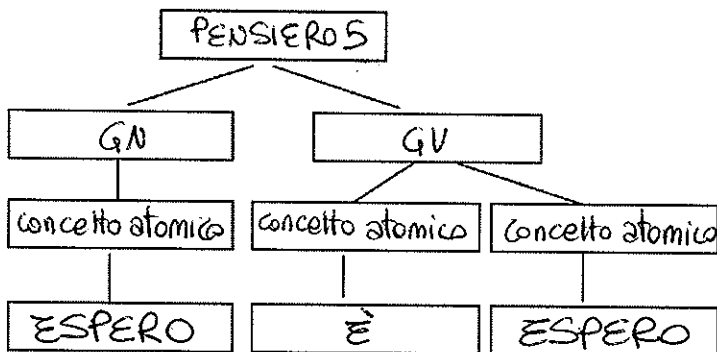 PENSIERO 5
GN GV
concetto atomico concetto atomico concetto atomico
ESPERO È ESPERO